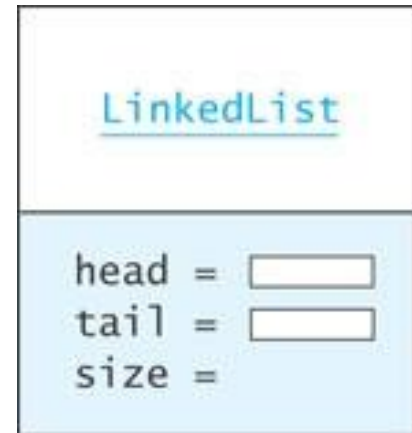 LinkedList
head =
tail =
size =